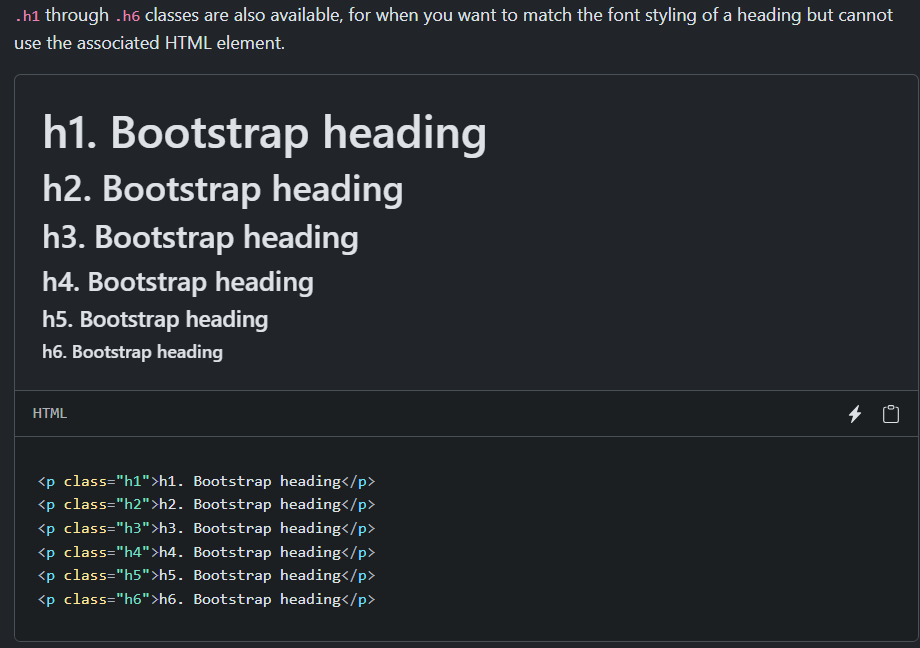 .h1 through .h6 classes are also available, for when you want to match the font styling of a heading but cannot
use the associated HTML element.
h1. Bootstrap heading
h2. Bootstrap heading
h3. Bootstrap heading
h4. Bootstrap heading
h5. Bootstrap heading
h6. Bootstrap heading
HTML
<p class="h1">h1. Bootstrap heading</p>
<p class="h2">h2. Bootstrap heading</p>
<p class="h3">h3. Bootstrap heading</p>
<p class="h4">h4. Bootstrap heading</p>
<p class="h5">h5. Bootstrap heading</p>
<p class="h6">h6. Bootstrap heading</p>